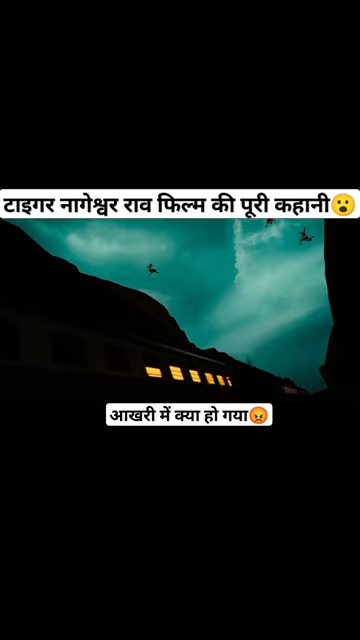 टाइगर नागेश्वर राव फिल्म की पूरी कहानी😮
आखरी में क्या हो गया😡